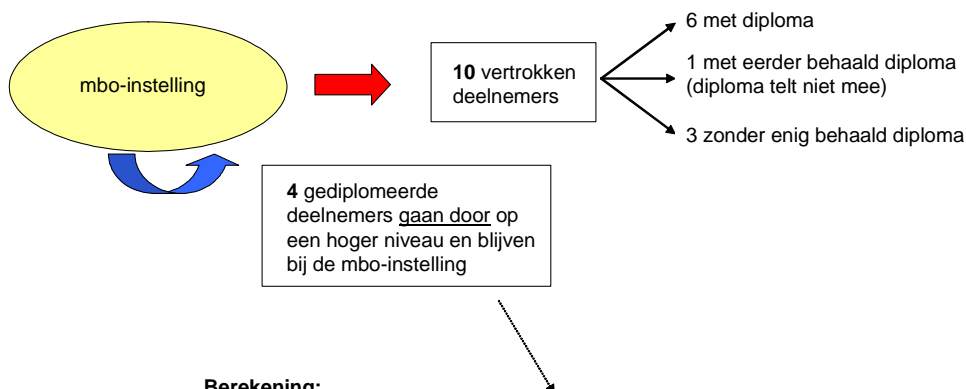 6 met diploma
mbo-instelling
10 vertrokken
deelnemers
1 met eerder behaald diploma
(diploma telt niet mee)
3 zonder enig behaald diploma
4 gediplomeerde
deelnemers gaan door op
een hoger niveau en blijven
bij de mbo-instelling
Berekening: